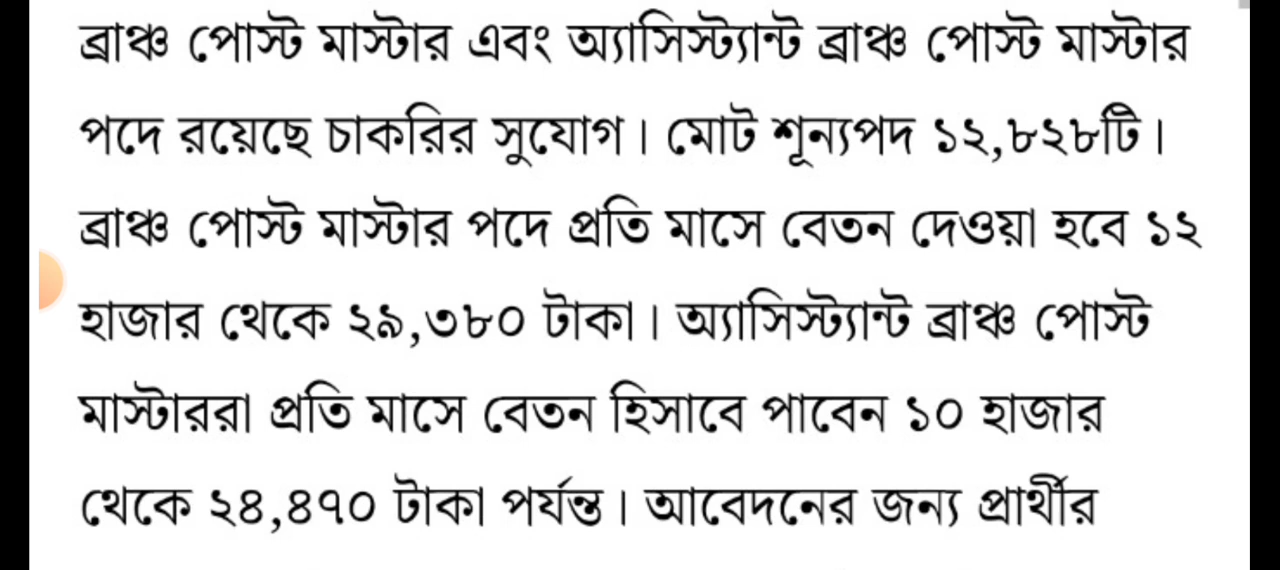 ব্রাঞ্চ পোস্ট মাস্টার এবং অ্যাসিস্ট্যান্ট ব্রাঞ্চ পোস্ট মাস্টার
পদে রয়েছে চাকরির সুযোগ। মোট শূন্যপদ ১২,৮২৮টি।
ব্রাঞ্চ পোস্ট মাস্টার পদে প্রতি মাসে বেতন দেওয়া হবে ১২
হাজার থেকে ২৯,৩৮০ টাকা। অ্যাসিস্ট্যান্ট ব্রাঞ্চ পোস্ট
মাস্টাররা প্রতি মাসে বেতন হিসাবে পাবেন ১০ হাজার
থেকে ২৪,৪৭০ টাকা পর্যন্ত। আবেদনের জন্য প্রার্থীর